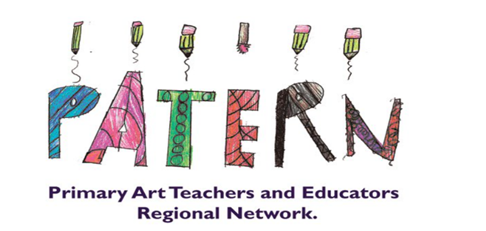 PATERN
Primary Art Teachers and Educators
Regional Network.